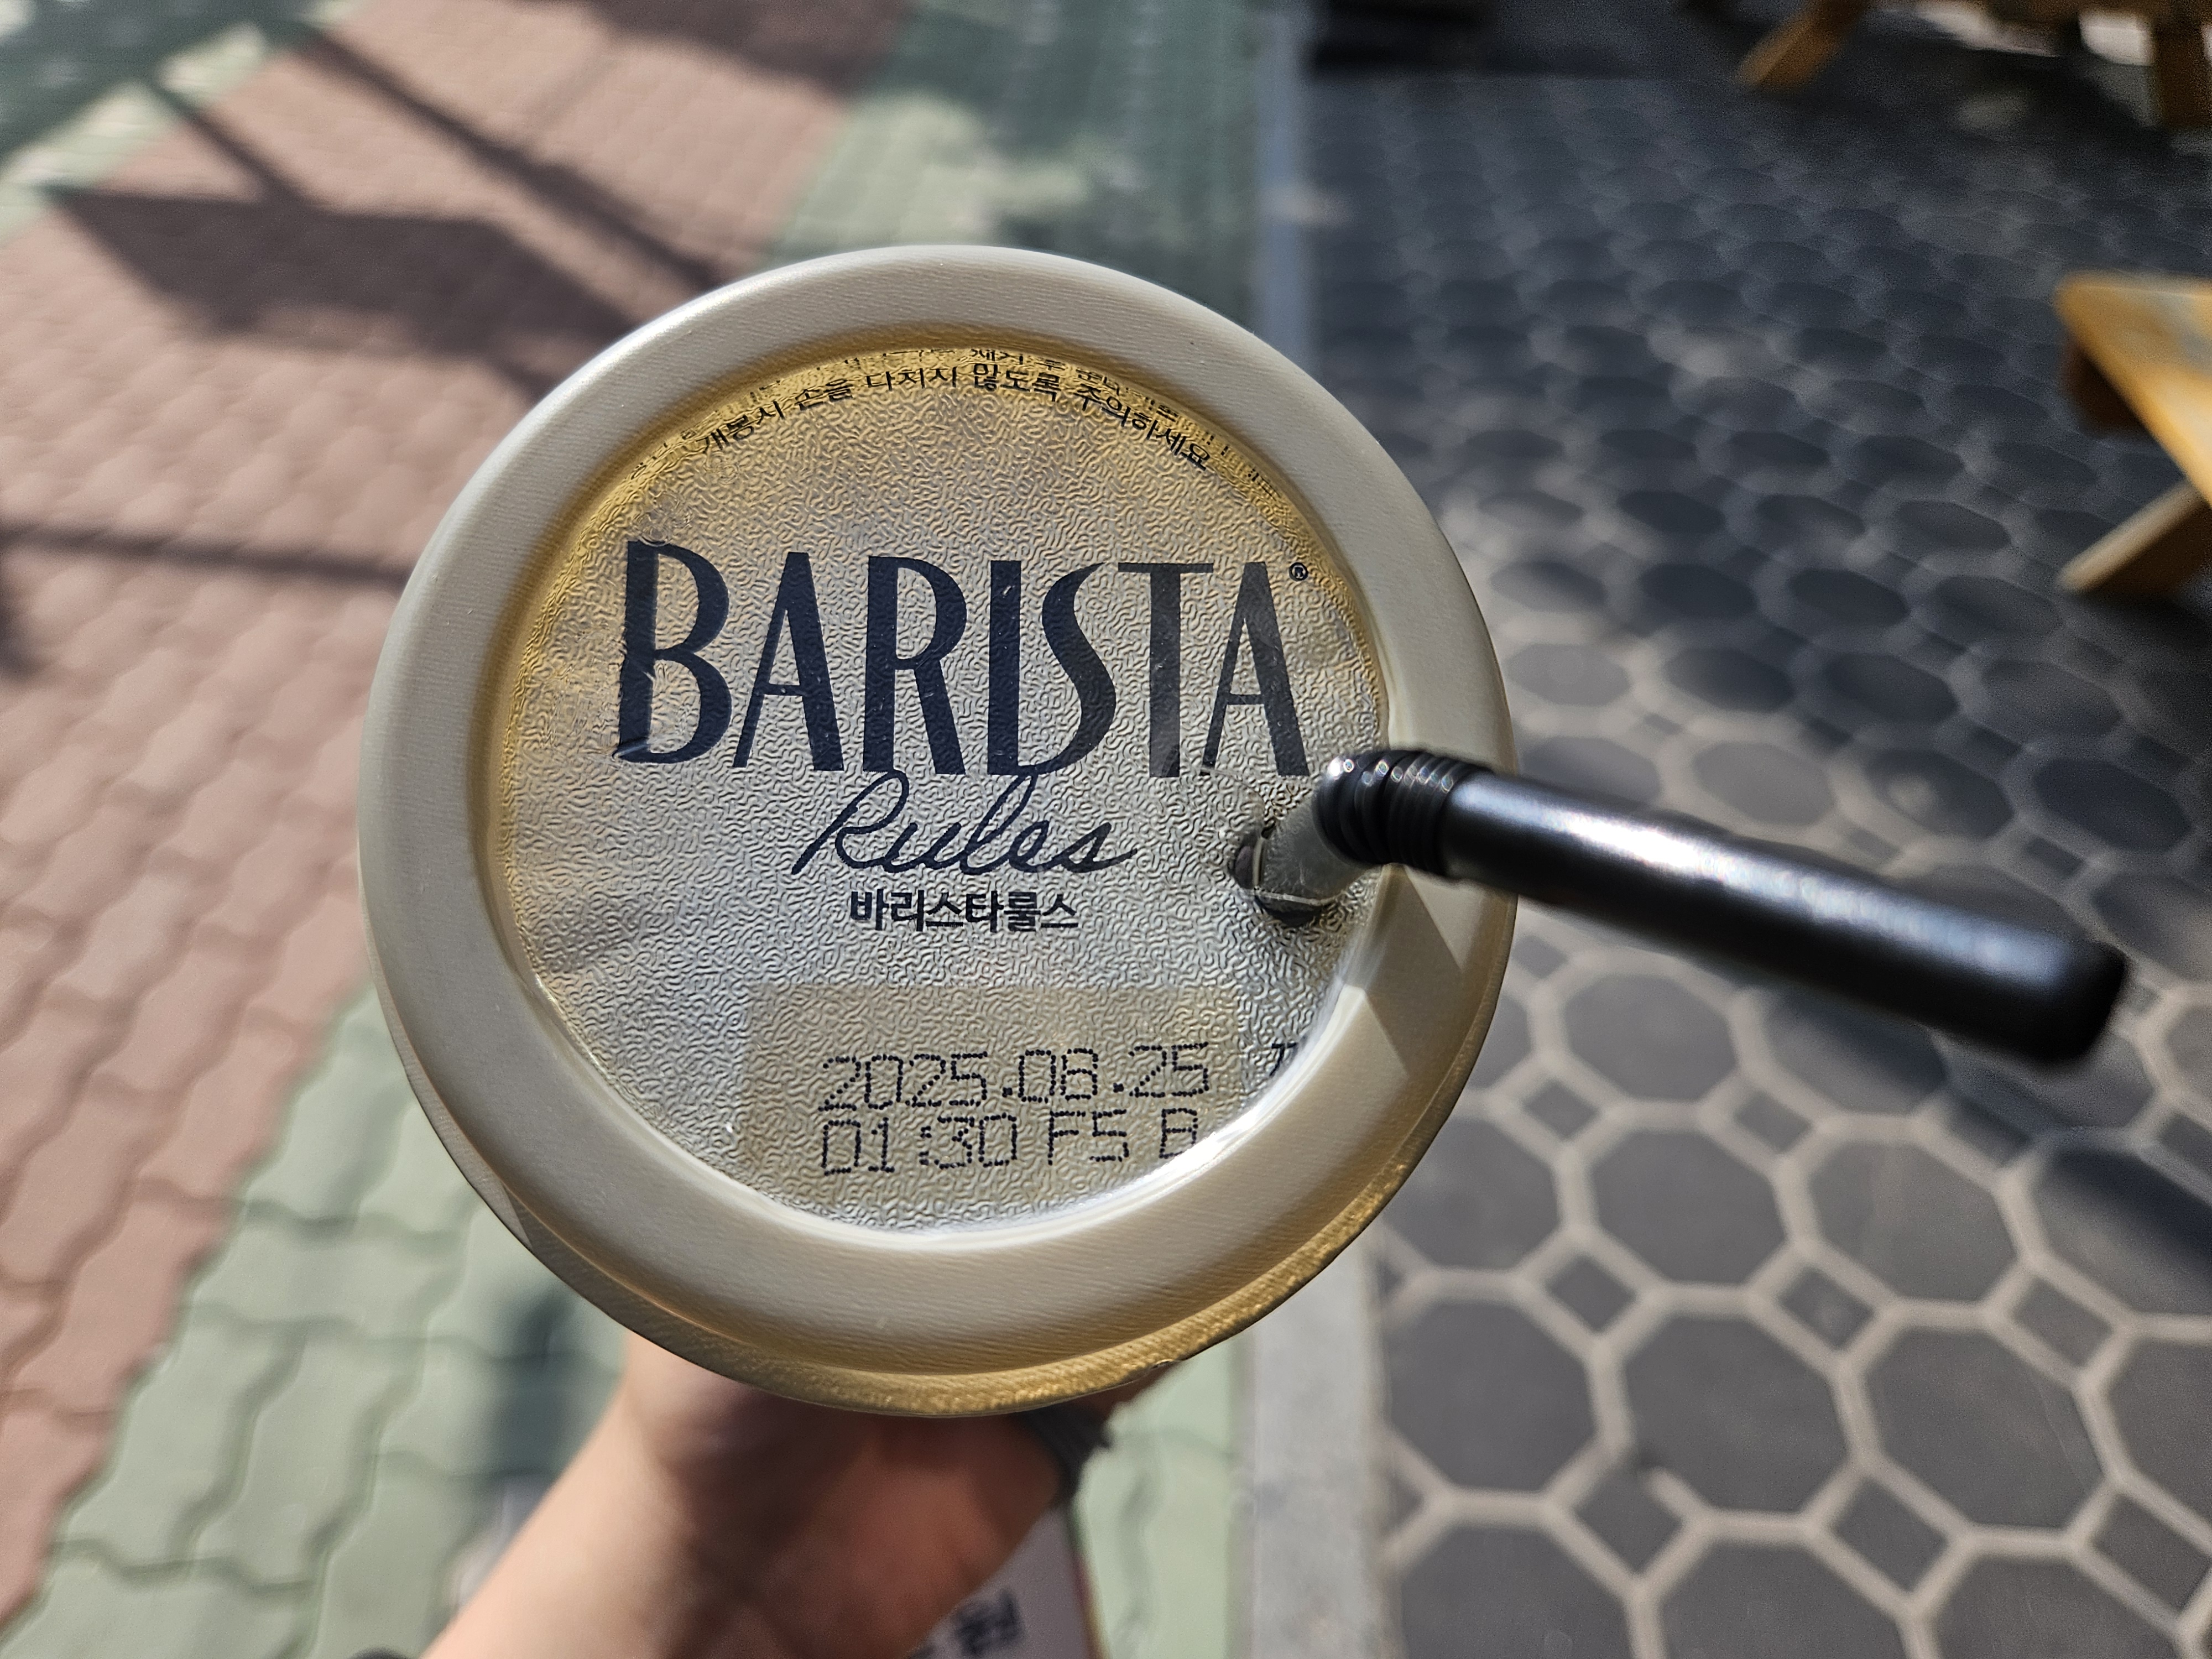 개봉시 손을 다치지 않도록 주의하세요
BARISTA®
Rules
바리스타룰스
2025.08.25
01:30 F5 B